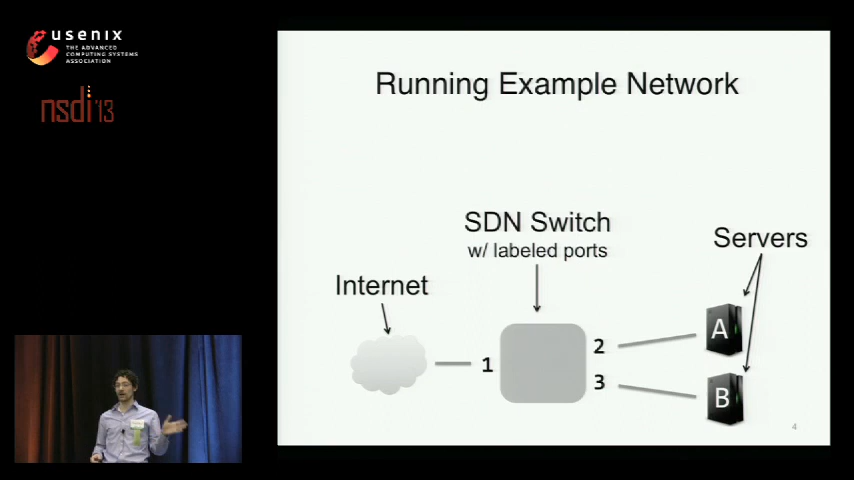 usenix
THE ADVANCED
COMPUTING SYSTEMS
ASSOCIATION
nsdi '13
Running Example Network
SDN Switch
w/ labeled ports
Servers
Internet
1
2
3
A
B
4